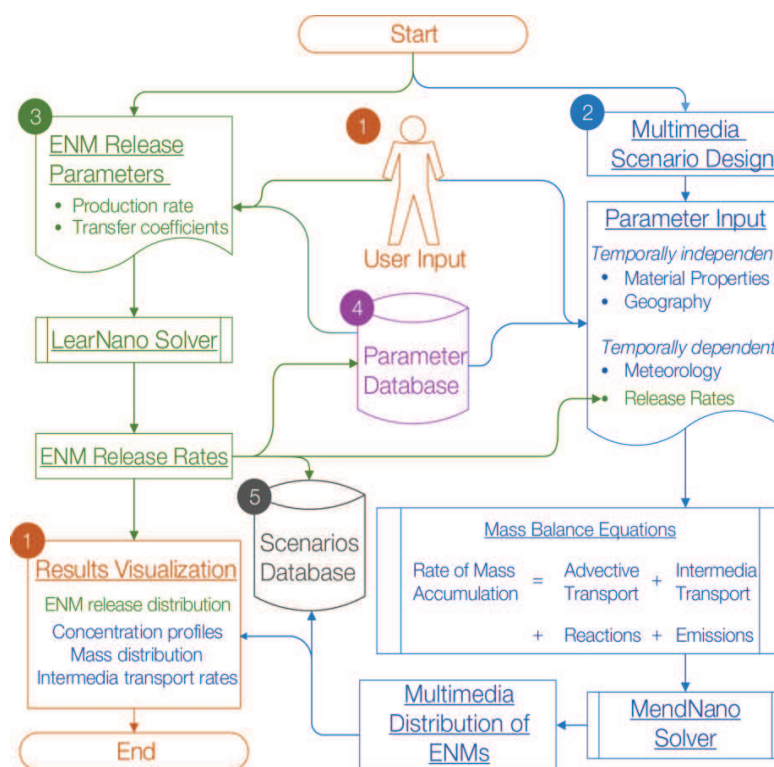 Start
3
ENM Release
Parameters
• Production rate
• Transfer coefficients
1
User Input
2
Multimedia
Scenario Design
Parameter Input
Temporally independen
• Material Properties
• Geography
Temporally dependent
• Meteorology
• Release Rates
4
Parameter
Database
LearNano Solver
ENM Release Rates
5
Scenarios
Database
1
Results Visualization
ENM release distribution
Concentration profiles
Mass distribution
Intermedia transport rates
End
Mass Balance Equations
Rate of Mass Accumulation = Advective Transport + Intermedia Transport
+ Reactions + Emissions
MendNano
Solver
Multimedia
Distribution of
ENMs